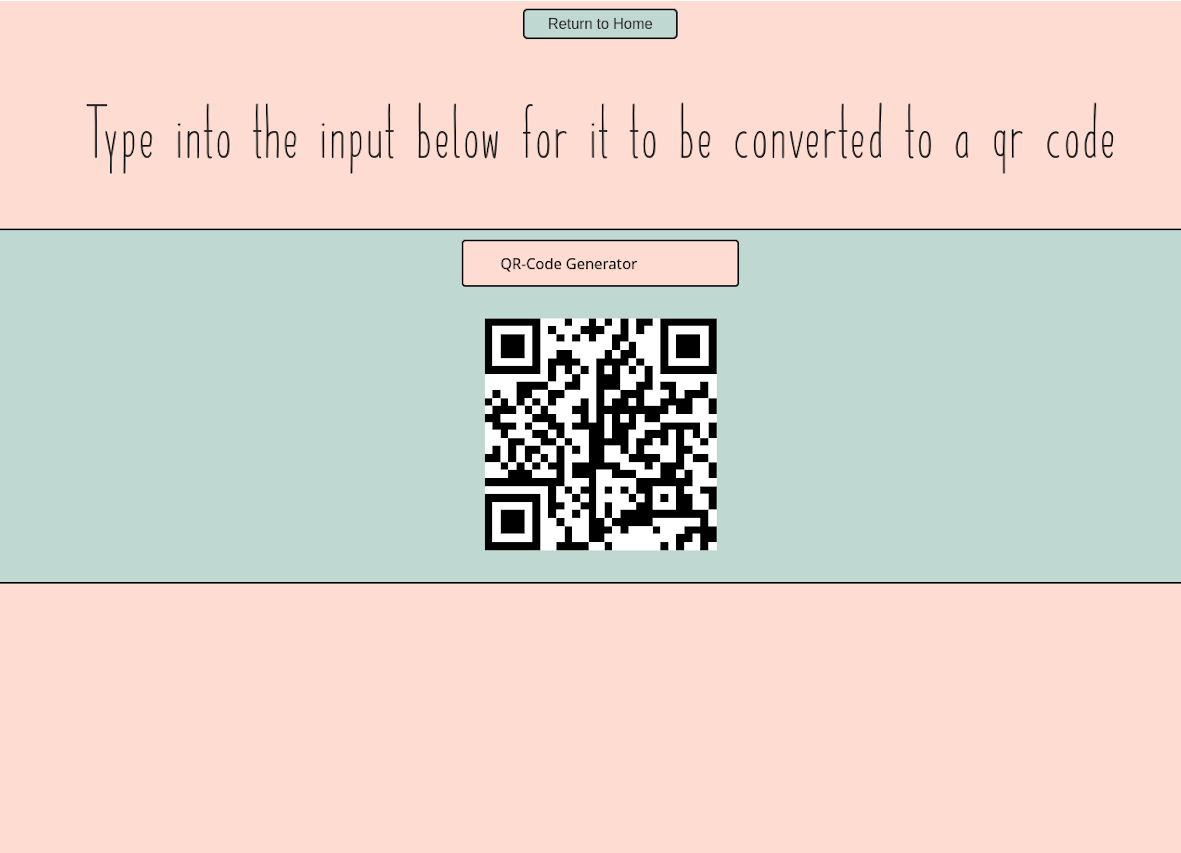 Return to Home
Type into the input below for it to be converted to a qr code
QR-Code Generator